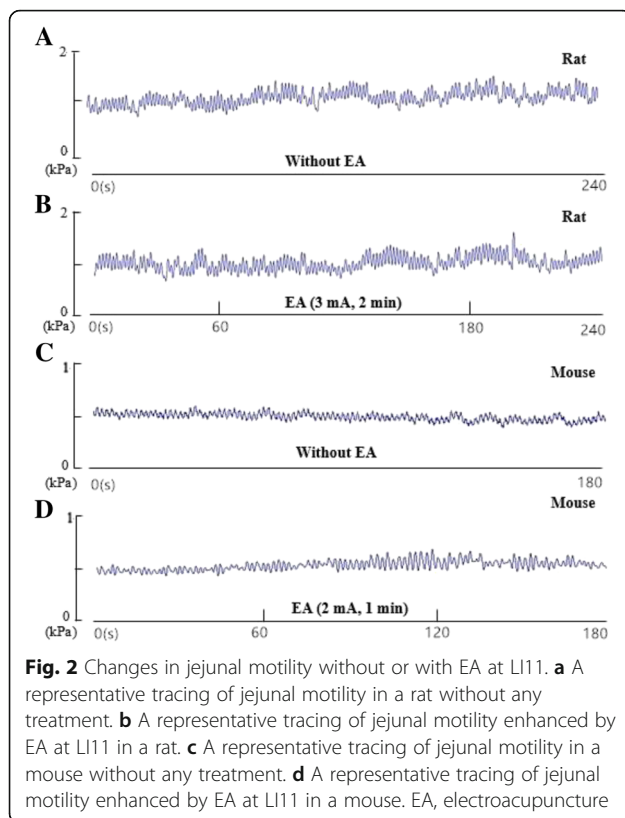 A
2
Rat
0
(kPa)
Without EA
0(s) 240
B
2
Rat
0
(kPa)
EA (3 mA, 2 min)
0(s) 60 180 240
C
1
Mouse
0
(kPa)
Without EA
0(s) 180
D
1
Mouse
0
(kPa)
EA (2 mA, 1 min)
0(s) 60 120 180
Fig. 2 Changes in jejunal motility without or with EA at LI11. a A
representative tracing of jejunal motility in a rat without any
treatment. b A representative tracing of jejunal motility enhanced by
EA at LI11 in a rat. c A representative tracing of jejunal motility in a
mouse without any treatment. d A representative tracing of jejunal
motility enhanced by EA at LI11 in a mouse. EA, electroacupuncture